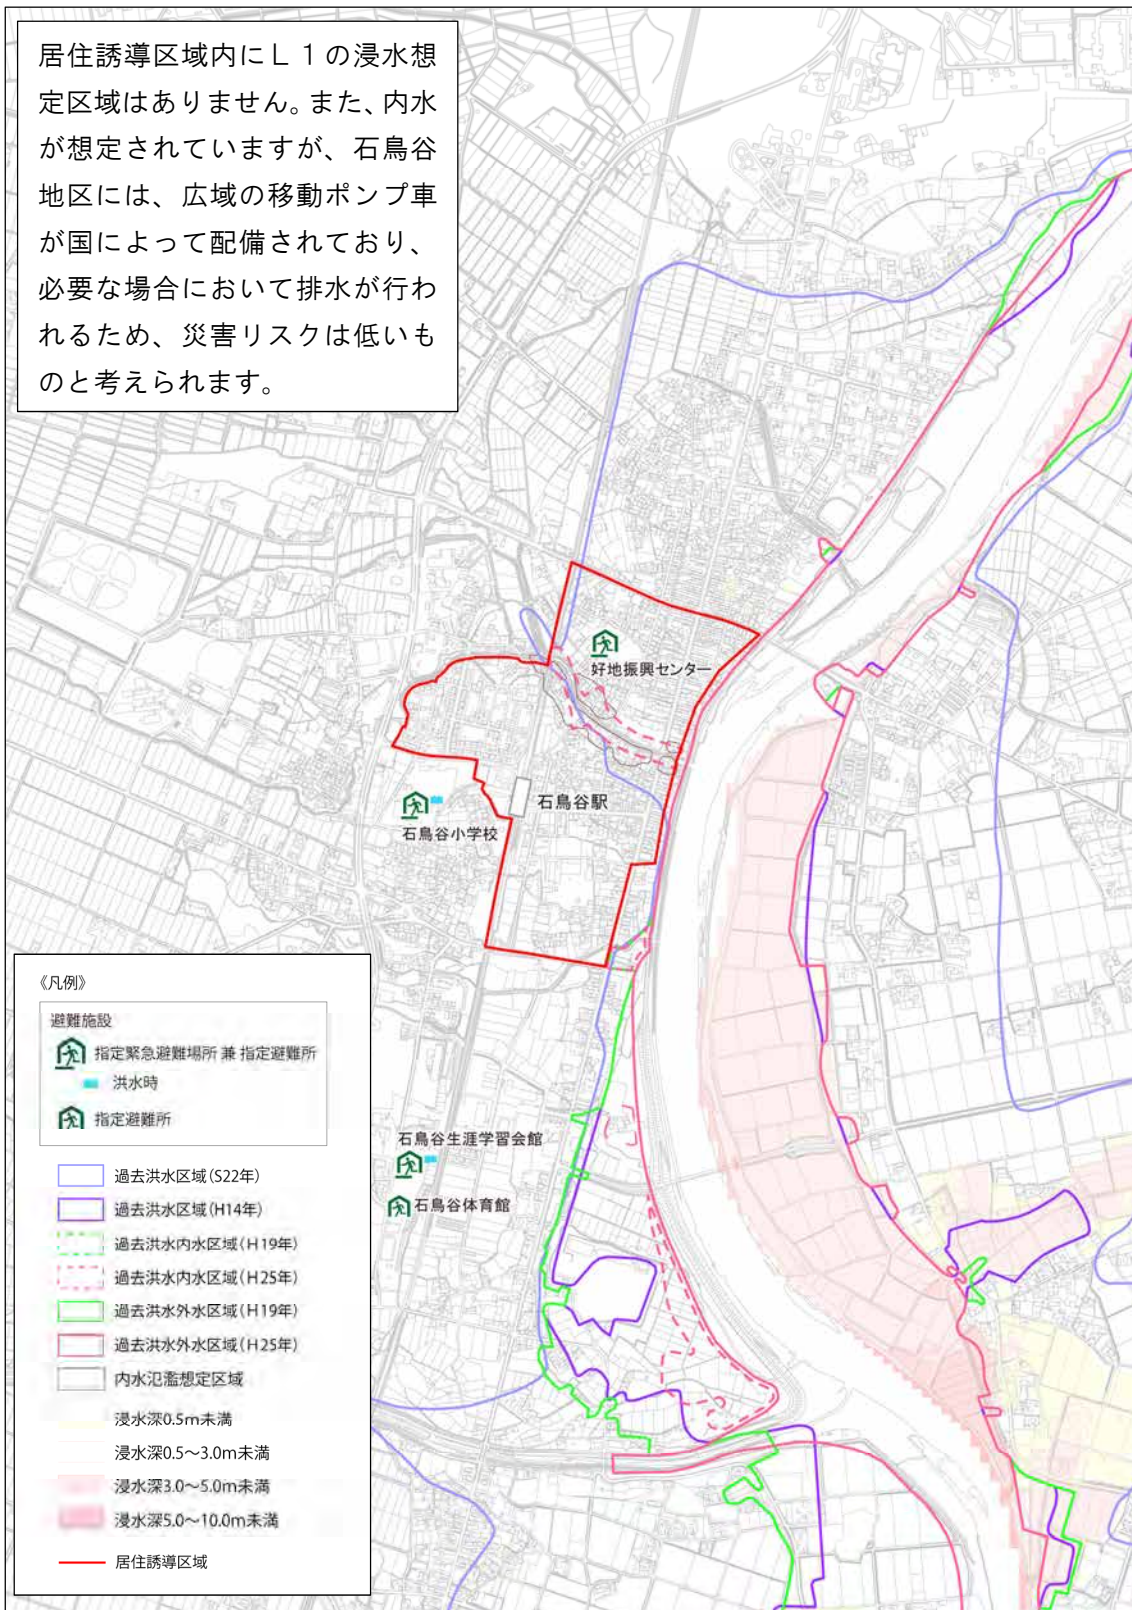 居住誘導区域内にL1の浸水想
定区域はありません。また、内水
が想定されていますが、石鳥谷
地区には、広域の移動ポンプ車
が国によって配備されており、
必要な場合において排水が行わ
れるため、災害リスクは低いも
のと考えられます。
好地振興センター
石鳥谷駅
石鳥谷小学校
石鳥谷生涯学習会館
石鳥谷体育館
《凡例》
避難施設
指定緊急避難場所 兼 指定避難所
洪水時
指定避難所
過去洪水区域(S22年)
過去洪水区域(H14年)
過去洪水内水区域(H19年)
過去洪水内水区域(H25年)
過去洪水外水区域(H19年)
過去洪水外水区域(H25年)
内水氾濫想定区域
浸水深0.5m未満
浸水深0.5～3.0m未満
浸水深3.0～5.0m未満
浸水深5.0～10.0m未満
居住誘導区域